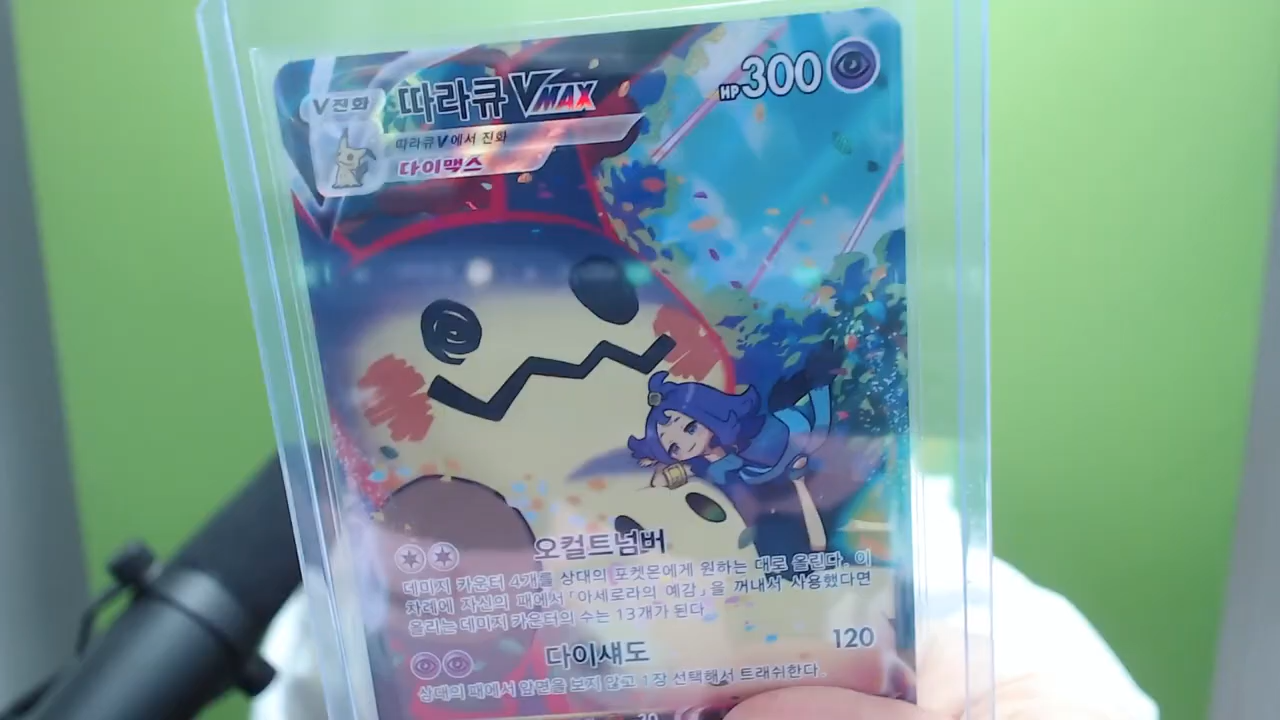 V진화
따라큐 VMAX
HP 300
따라큐V에서 진화
다이맥스
오컬트넘버
데미지 카운터 4개를 상대의 포켓몬에게 원하는 대로 올린다. 이
차례에 자신의 패에서 「아세로라의 예감」을 꺼내서 사용했다면
올리는 데미지 카운터의 수는 13개가 된다.
다이섀도 120
상대의 패에서 앞면을 보지 않고 1장 선택해서 트래쉬한다.
30